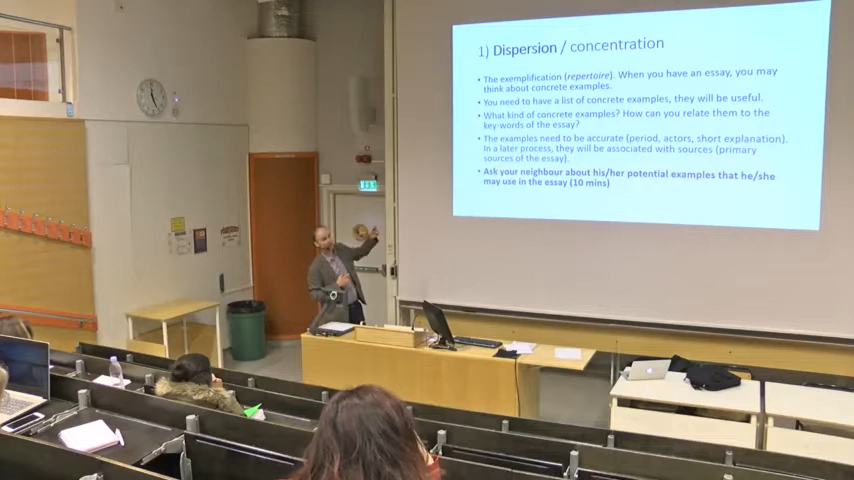 1) Dispersion / concentration
• The exemplification (repertoire). When you have an essay, you may
think about concrete examples.
• You need to have a list of concrete examples, they will be useful.
• What kind of concrete examples? How can you relate them to the
key-words of the essay?
• The examples need to be accurate (period, actors, short explanation).
In a later process, they will be associated with sources (primary
sources of the essay).
• Ask your neighbour about his/her potential examples that he/she
may use in the essay (10 mins)